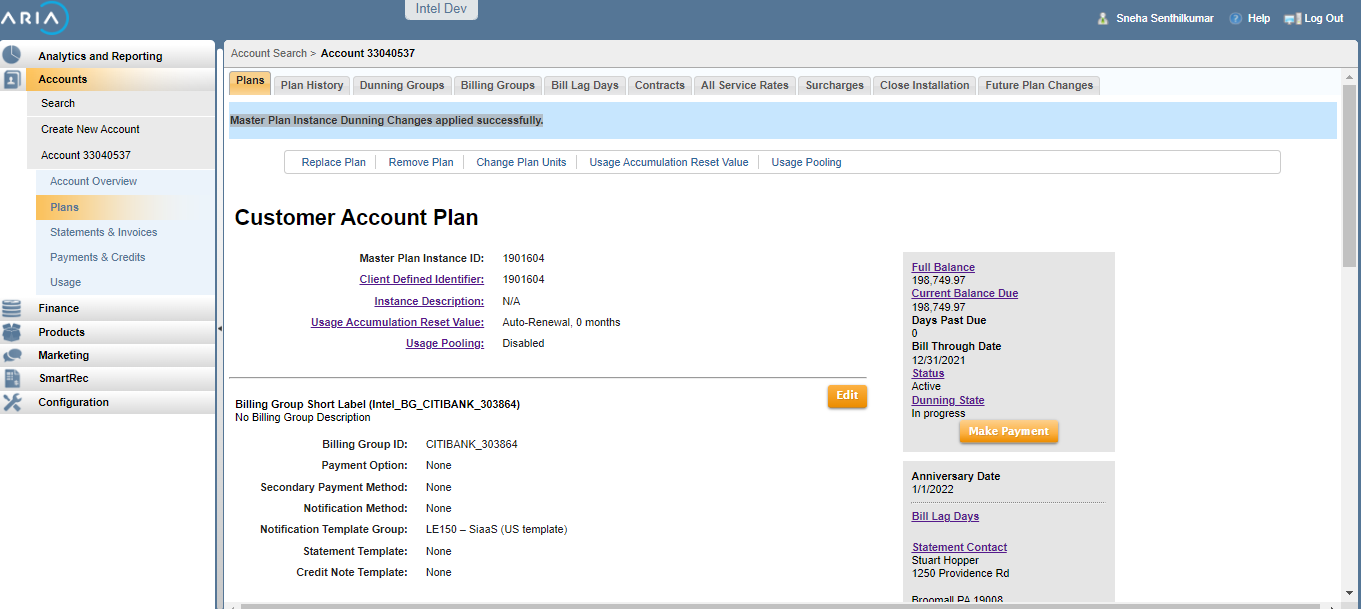 ARIA
Intel Dev
Sneha Senthilkumar Help Log Out
Analytics and Reporting
Accounts
Search
Create New Account
Account 33040537
Account Overview
Plans
Statements & Invoices
Payments & Credits
Usage
Finance
Products
Marketing
SmartRec
Configuration
Account Search > Account 33040537
Plans Plan History Dunning Groups Billing Groups Bill Lag Days Contracts All Service Rates Surcharges Close Installation Future Plan Changes
Master Plan Instance Dunning Changes applied successfully.
Replace Plan Remove Plan Change Plan Units Usage Accumulation Reset Value Usage Pooling
Customer Account Plan
Master Plan Instance ID: 1901604
Client Defined Identifier: 1901604
Instance Description: N/A
Usage Accumulation Reset Value: Auto-Renewal, 0 months
Usage Pooling: Disabled
Edit
Billing Group Short Label (Intel_BG_CITIBANK_303864)
No Billing Group Description
Billing Group ID: CITIBANK_303864
Payment Option: None
Secondary Payment Method: None
Notification Method: None
Notification Template Group: LE150 – SiaaS (US template)
Statement Template: None
Credit Note Template: None
Full Balance
198,749.97
Current Balance Due
198,749.97
Days Past Due
0
Bill Through Date
12/31/2021
Status
Active
Dunning State
In progress
Make Payment
Anniversary Date
1/1/2022
Bill Lag Days
Statement Contact
Stuart Hopper
1250 Providence Rd
Broomall PA 19008